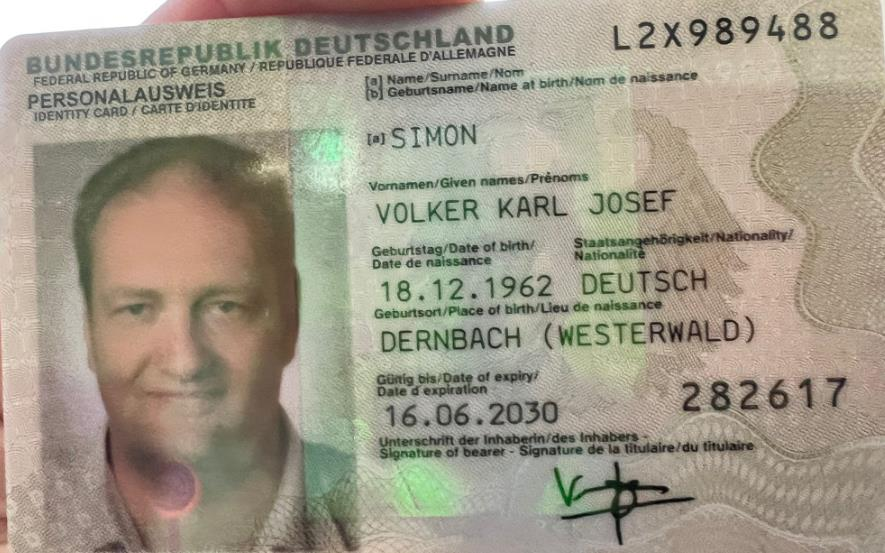 BUNDESREPUBLIK DEUTSCHLAND
FEDERAL REPUBLIC OF GERMANY / REPUBLIQUE FEDERALE D'ALLEMAGNE
PERSONALAUSWEIS
IDENTITY CARD / CARTE D'IDENTITE
L2X989488
[a] Name/Surname/Nom
[b] Geburtsname/Name at birth/Nom de naissance
[a] SIMON
Vornamen/Given names/Prénoms
VOLKER KARL JOSEF
Geburtstag/Date of birth/
Date de naissance
Staatsangehörigkeit/Nationality/
Nationalité
18.12.1962 DEUTSCH
Geburtsort/Place of birth/Lieu de naissance
DERNBACH (WESTERWALD)
Gültig bis/Date of expiry/
Date d'expiration
16.06.2030
282617
Unterschrift der Inhaberin/des Inhabers -
Signature of bearer - Signature de la titulaire/du titulaire